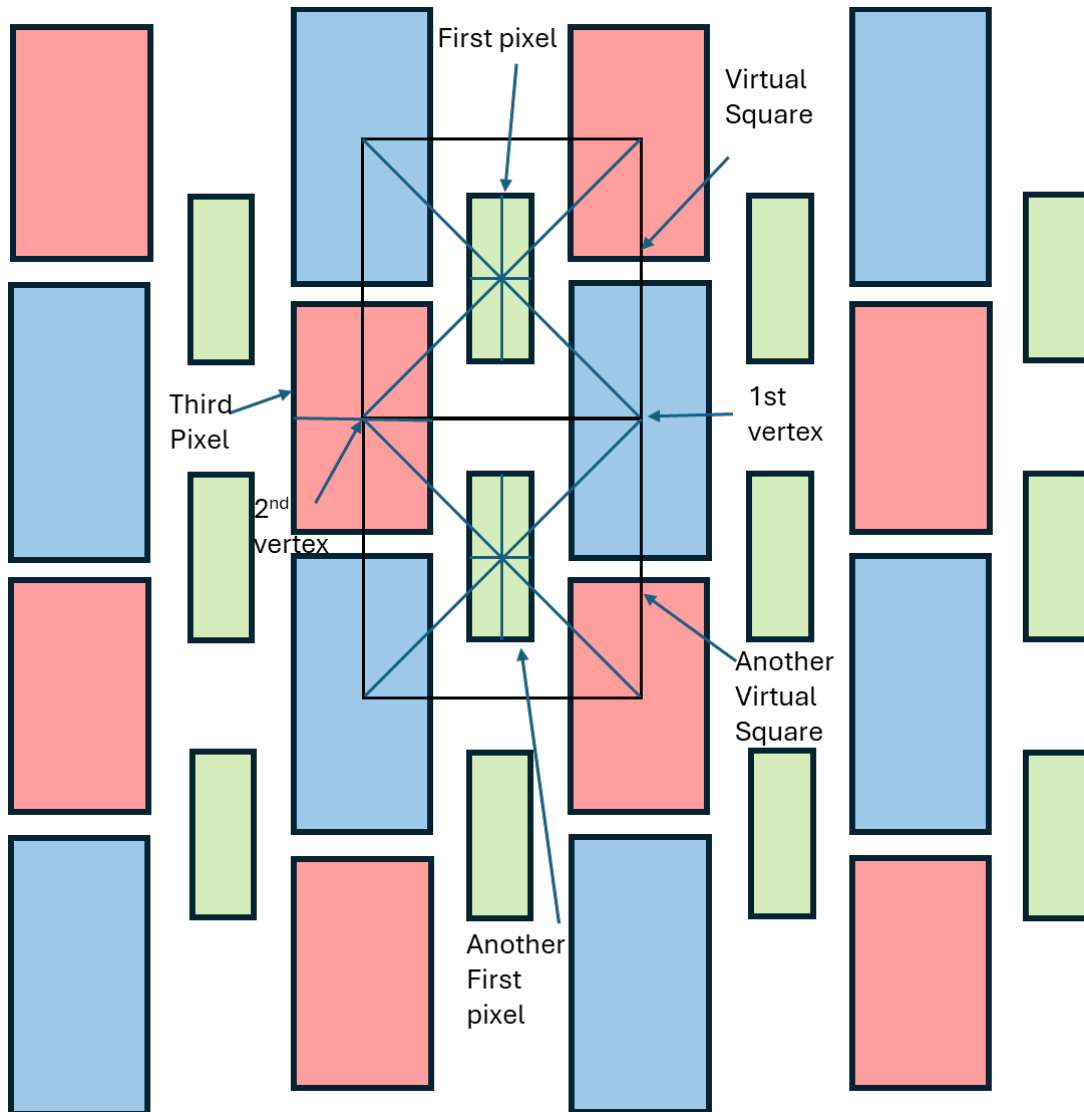 First pixel
Virtual
Square
Third
Pixel
1st
vertex
2nd
vertex
Another
Virtual
Square
Another
First
pixel